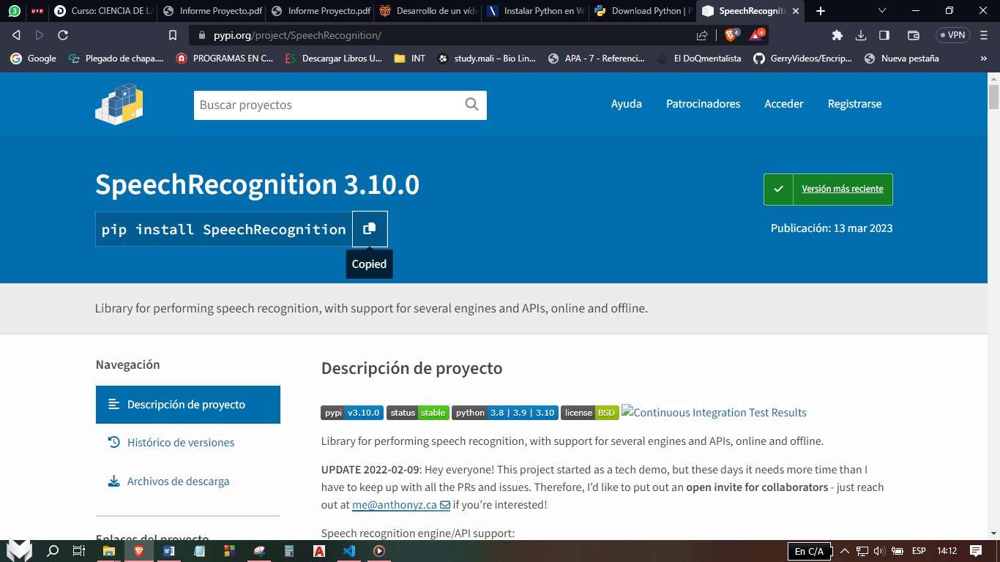 3
UTP
Curso: CIENCIA DE LA
Informe Proyecto.pdf
Informe Proyecto.pdf
Desarrollo de un víde
Instalar Python en W
Download Python | P
SpeechRecogniti
pypi.org/project/SpeechRecognition/
4
4
VPN
Google
Plegado de chapa....
PROGRAMAS EN C...
Descargar Libros U...
INT
study.mali – Bio Lin...
APA - 7 - Referenci...
El DoQmentalista
GerryVideos/Encrip...
Nueva pestaña
Buscar proyectos
Ayuda
Patrocinadores
Acceder
Registrarse
SpeechRecognition 3.10.0
Versión más reciente
pip install SpeechRecognition
Publicación: 13 mar 2023
Copied
Library for performing speech recognition, with support for several engines and APIs, online and offline.
Navegación
Descripción de proyecto
Histórico de versiones
Archivos de descarga
Enlaces del proyecto
Descripción de proyecto
pypi v3.10.0 status stable python 3.8 | 3.9 | 3.10 license BSD Continuous Integration Test Results
Library for performing speech recognition, with support for several engines and APIs, online and offline.
UPDATE 2022-02-09: Hey everyone! This project started as a tech demo, but these days it needs more time than I
have to keep up with all the PRs and issues. Therefore, I'd like to put out an open invite for collaborators - just reach
out at me@anthonyz.ca if you're interested!
Speech recognition engine/API support:
En C/A
ESP
14:12